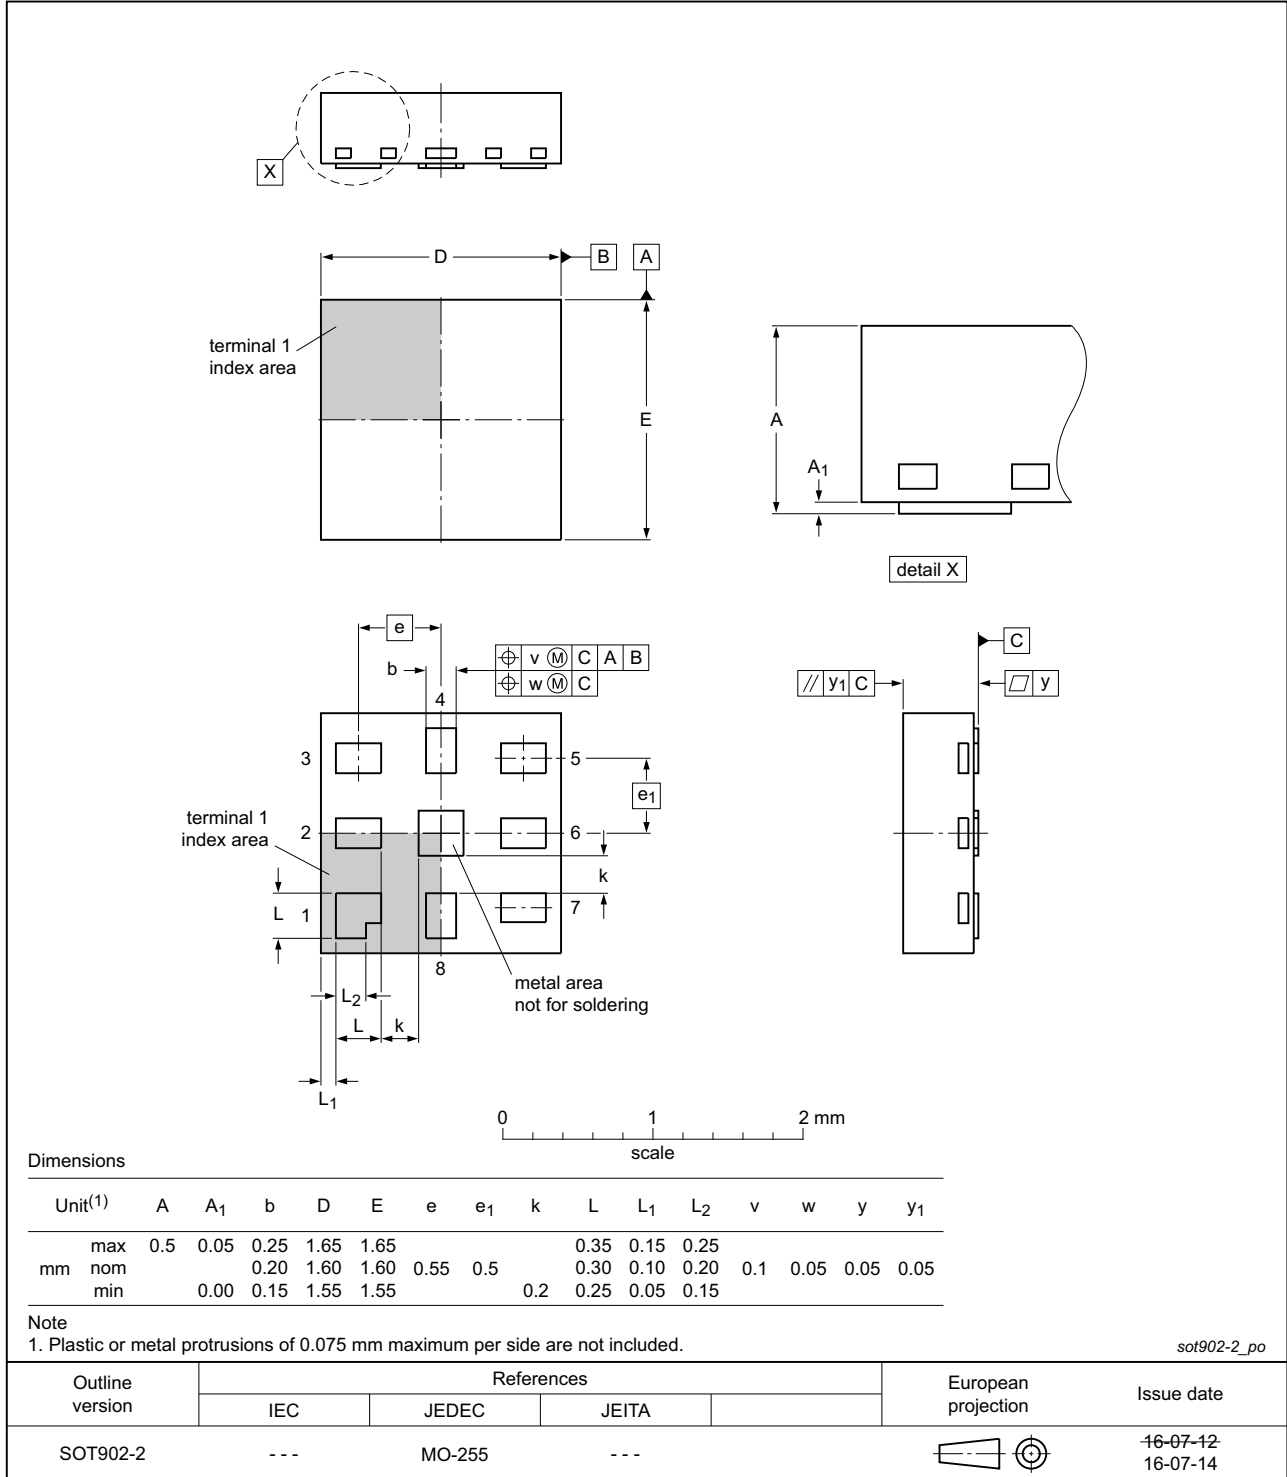 X
D
B
A
terminal 1
index area
E
A
A1
detail X
e
b
v M C A B
w M C
4
C
y1 C
y
3
5
e1
terminal 1
index area
2
6
k
L
1
7
8
metal area
not for soldering
L2
L
k
L1
0 1 2 mm
scale
Dimensions
Unit(1) A A1 b D E e e1 k L L1 L2 v w y y1
max 0.5 0.05 0.25 1.65 1.65 0.35 0.15 0.25
mm nom 0.20 1.60 1.60 0.55 0.5 0.30 0.10 0.20 0.1 0.05 0.05 0.05
min 0.00 0.15 1.55 1.55 0.2 0.25 0.05 0.15
Note
1. Plastic or metal protrusions of 0.075 mm maximum per side are not included.
sot902-2_po
Outline
version
References
IEC JEDEC JEITA
European
projection
Issue date
SOT902-2 - - - MO-255 - - -
16-07-12
16-07-14